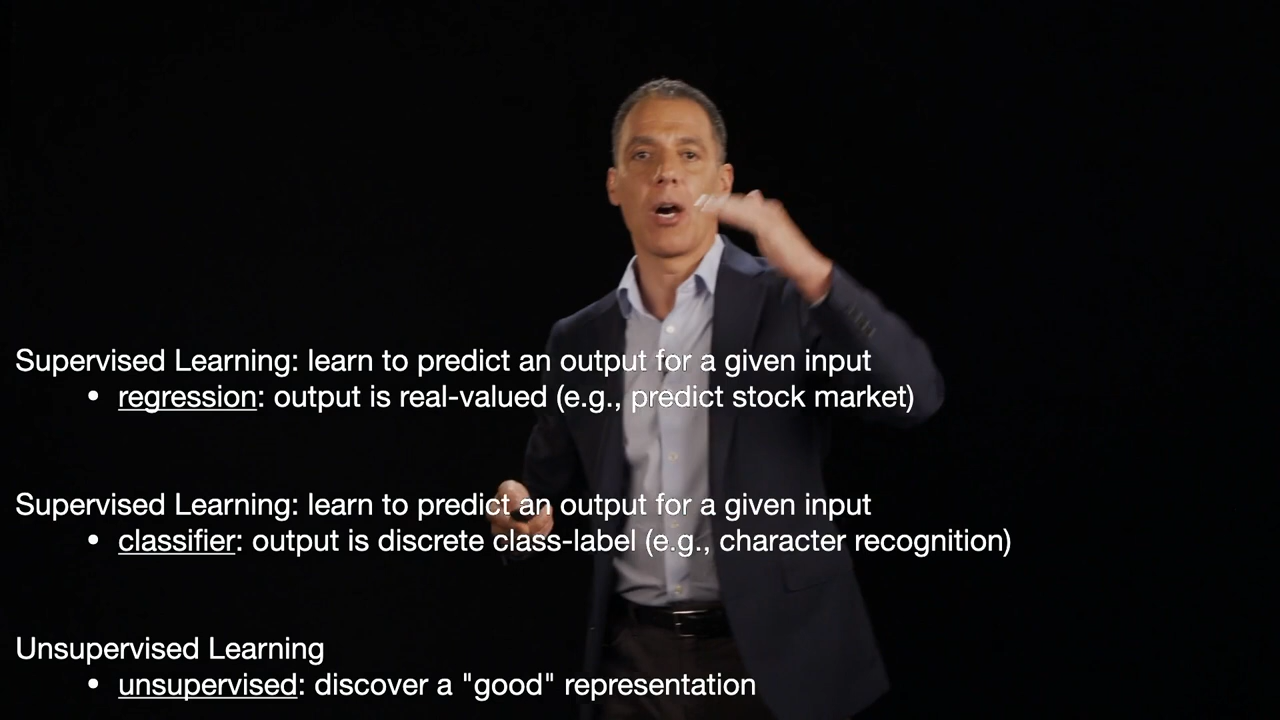 Supervised Learning: learn to predict an output for a given input
• regression: output is real-valued (e.g., predict stock market)
Supervised Learning: learn to predict an output for a given input
• classifier: output is discrete class-label (e.g., character recognition)
Unsupervised Learning
• unsupervised: discover a "good" representation